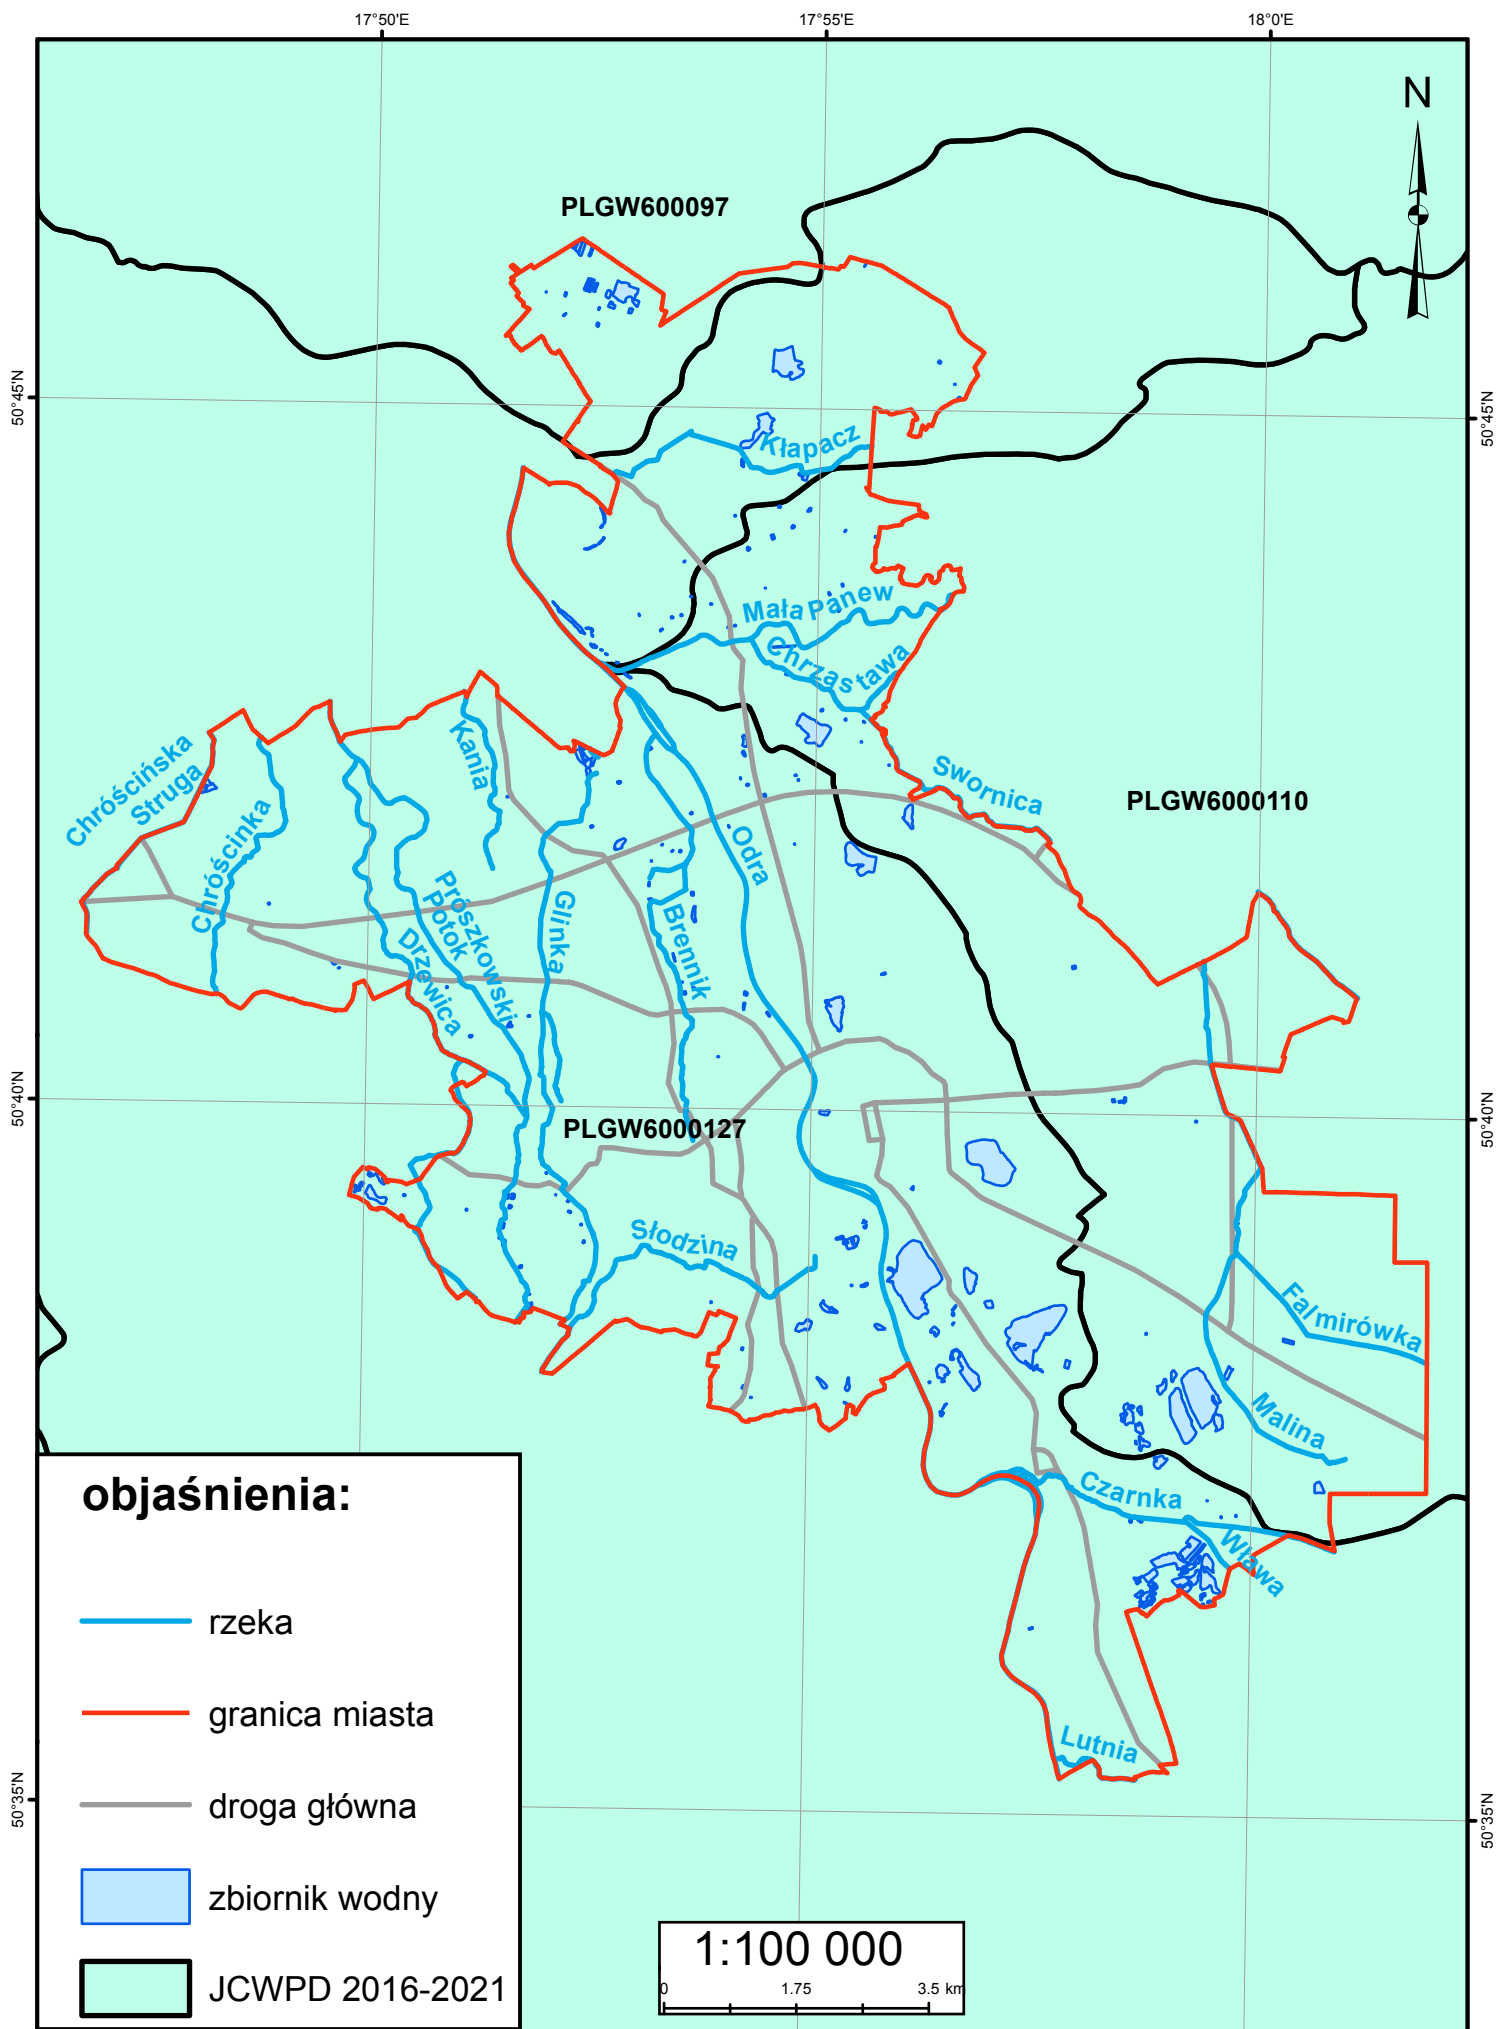 17°50'E
17°55'E
18°0'E
N
PLGW600097
50°45'N
50°45'N
Kłapacz
Mała Panew
Chrząstawa
Kania
Chróścińska
Struga
Swornica
PLGW6000110
Chróścinka
Odra
Prószkowski
Potok
Glinka
Brennik
Drzewica
50°40'N
50°40'N
PLGW6000127
Słodzina
Falmirówka
Malina
Czarnka
Wława
Lutnia
50°35'N
50°35'N
objaśnienia:
rzeka
granica miasta
droga główna
zbiornik wodny
JCWPD 2016-2021
1:100 000
0 1.75 3.5 km